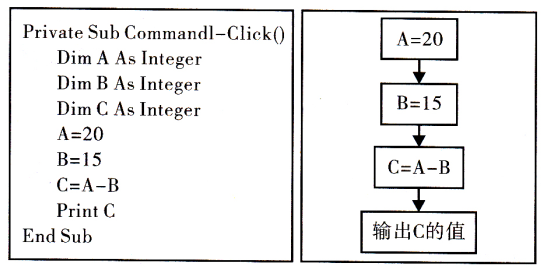 Private Sub Commandl-Click()
Dim A As Integer
Dim B As Integer
Dim C As Integer
A=20
B=15
C=A-B
Print C
End Sub
A=20
B=15
C=A-B
输出C的值